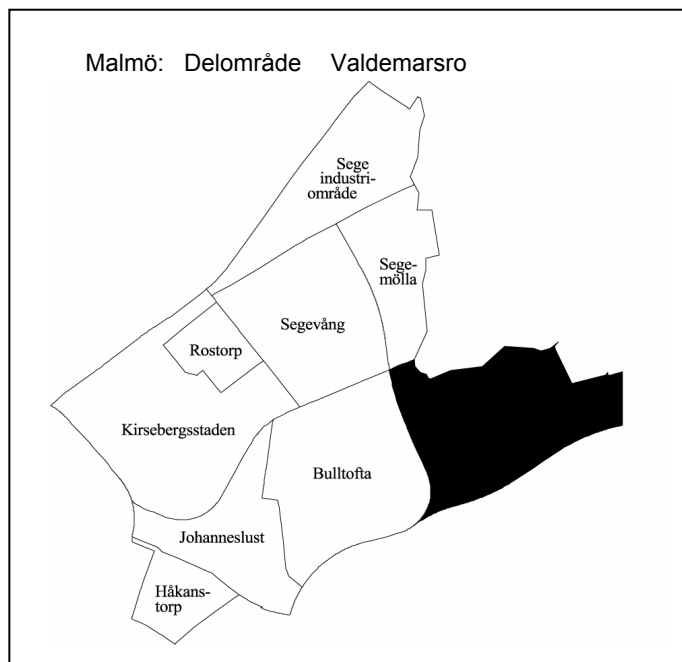 Malmö: Delområde Valdemarsro
Sege
industri-
område
Sege-
mölla
Segevång
Rostorp
Kirsebergsstaden
Bulltofta
Johanneslust
Håkans-
torp